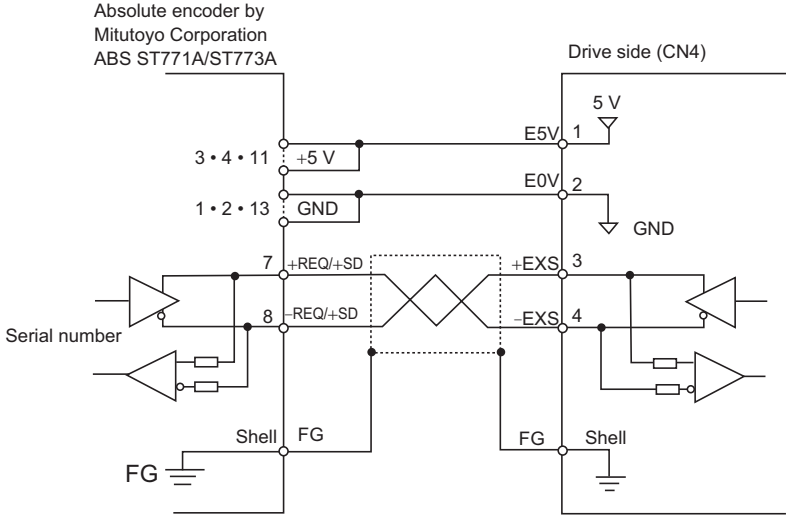 Absolute encoder by
Mitutoyo Corporation
ABS ST771A/ST773A
Drive side (CN4)
5 V
E5V 1
3 • 4 • 11 +5 V
E0V 2
1 • 2 • 13 GND
GND
7 +REQ/+SD
+EXS 3
8 −REQ/+SD
−EXS 4
Serial number
Shell FG
FG Shell
FG